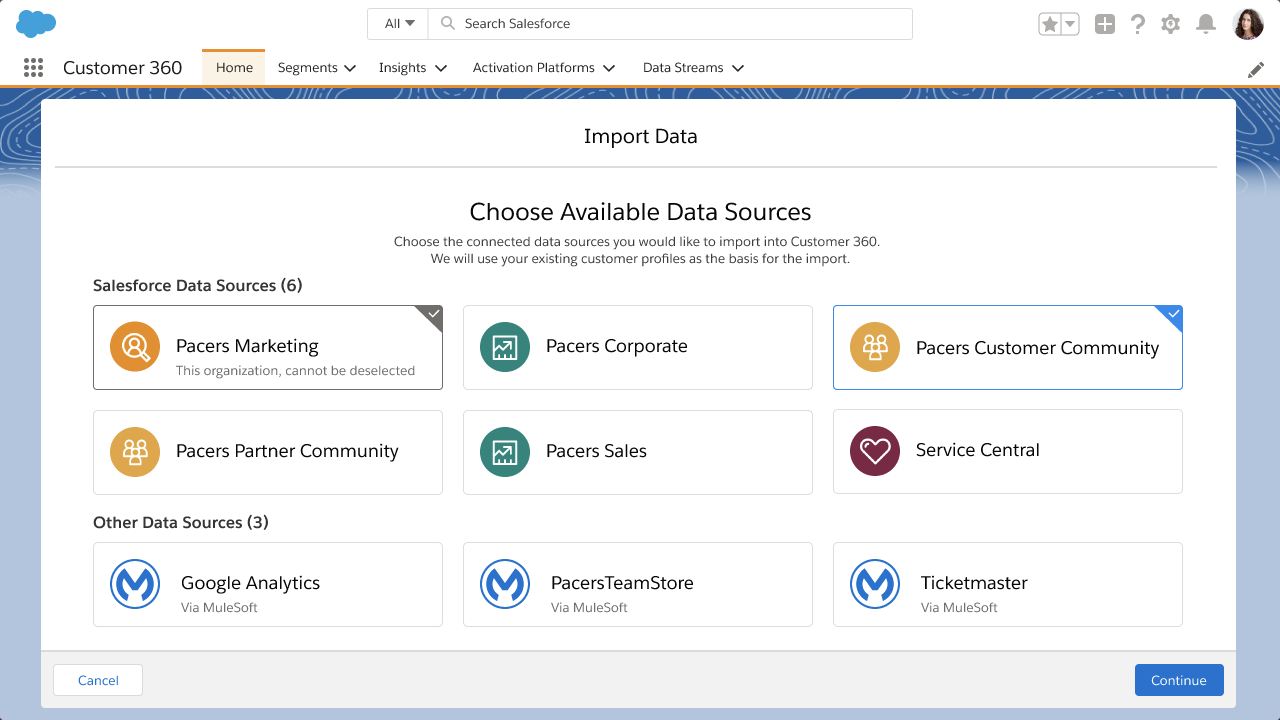 All
Search Salesforce
Customer 360
Home
Segments
Insights
Activation Platforms
Data Streams
Import Data
Choose Available Data Sources
Choose the connected data sources you would like to import into Customer 360.
We will use your existing customer profiles as the basis for the import.
Salesforce Data Sources (6)
Pacers Marketing
This organization, cannot be deselected
Pacers Corporate
Pacers Customer Community
Pacers Partner Community
Pacers Sales
Service Central
Other Data Sources (3)
Google Analytics
Via MuleSoft
PacersTeamStore
Via MuleSoft
Ticketmaster
Via MuleSoft
Cancel
Continue